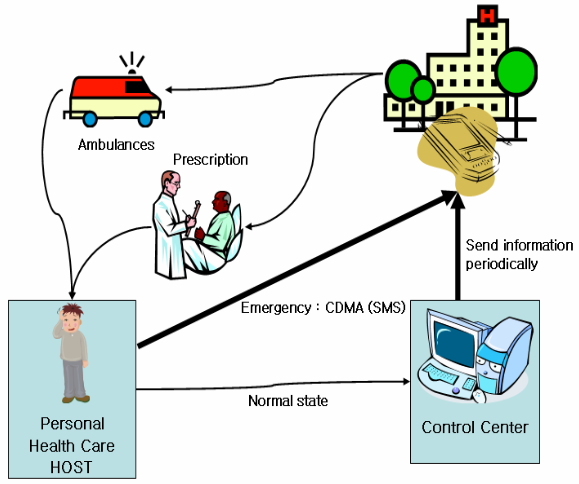 H
Ambulances
Prescription
Send information
periodically
Emergency : CDMA (SMS)
Normal state
Personal
Health Care
HOST
Control Center